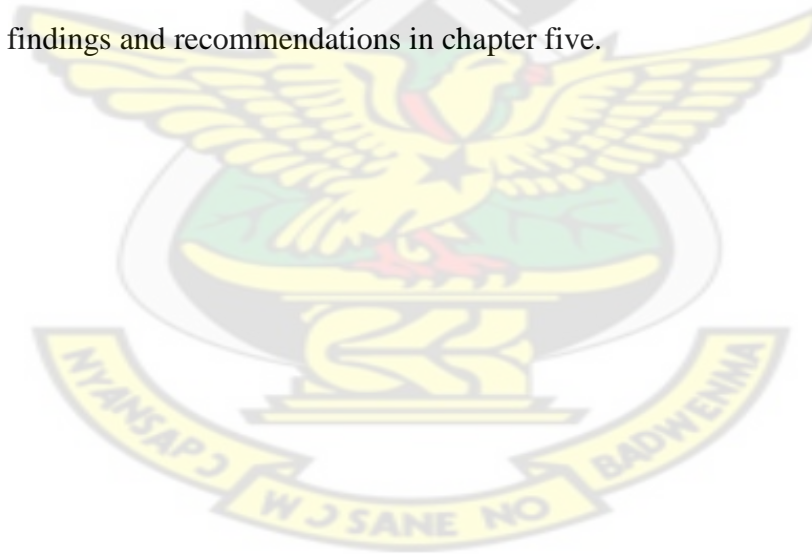 findings and recommendations in chapter five.
NYANSAPƆ WƆSANE NO BADWENMA